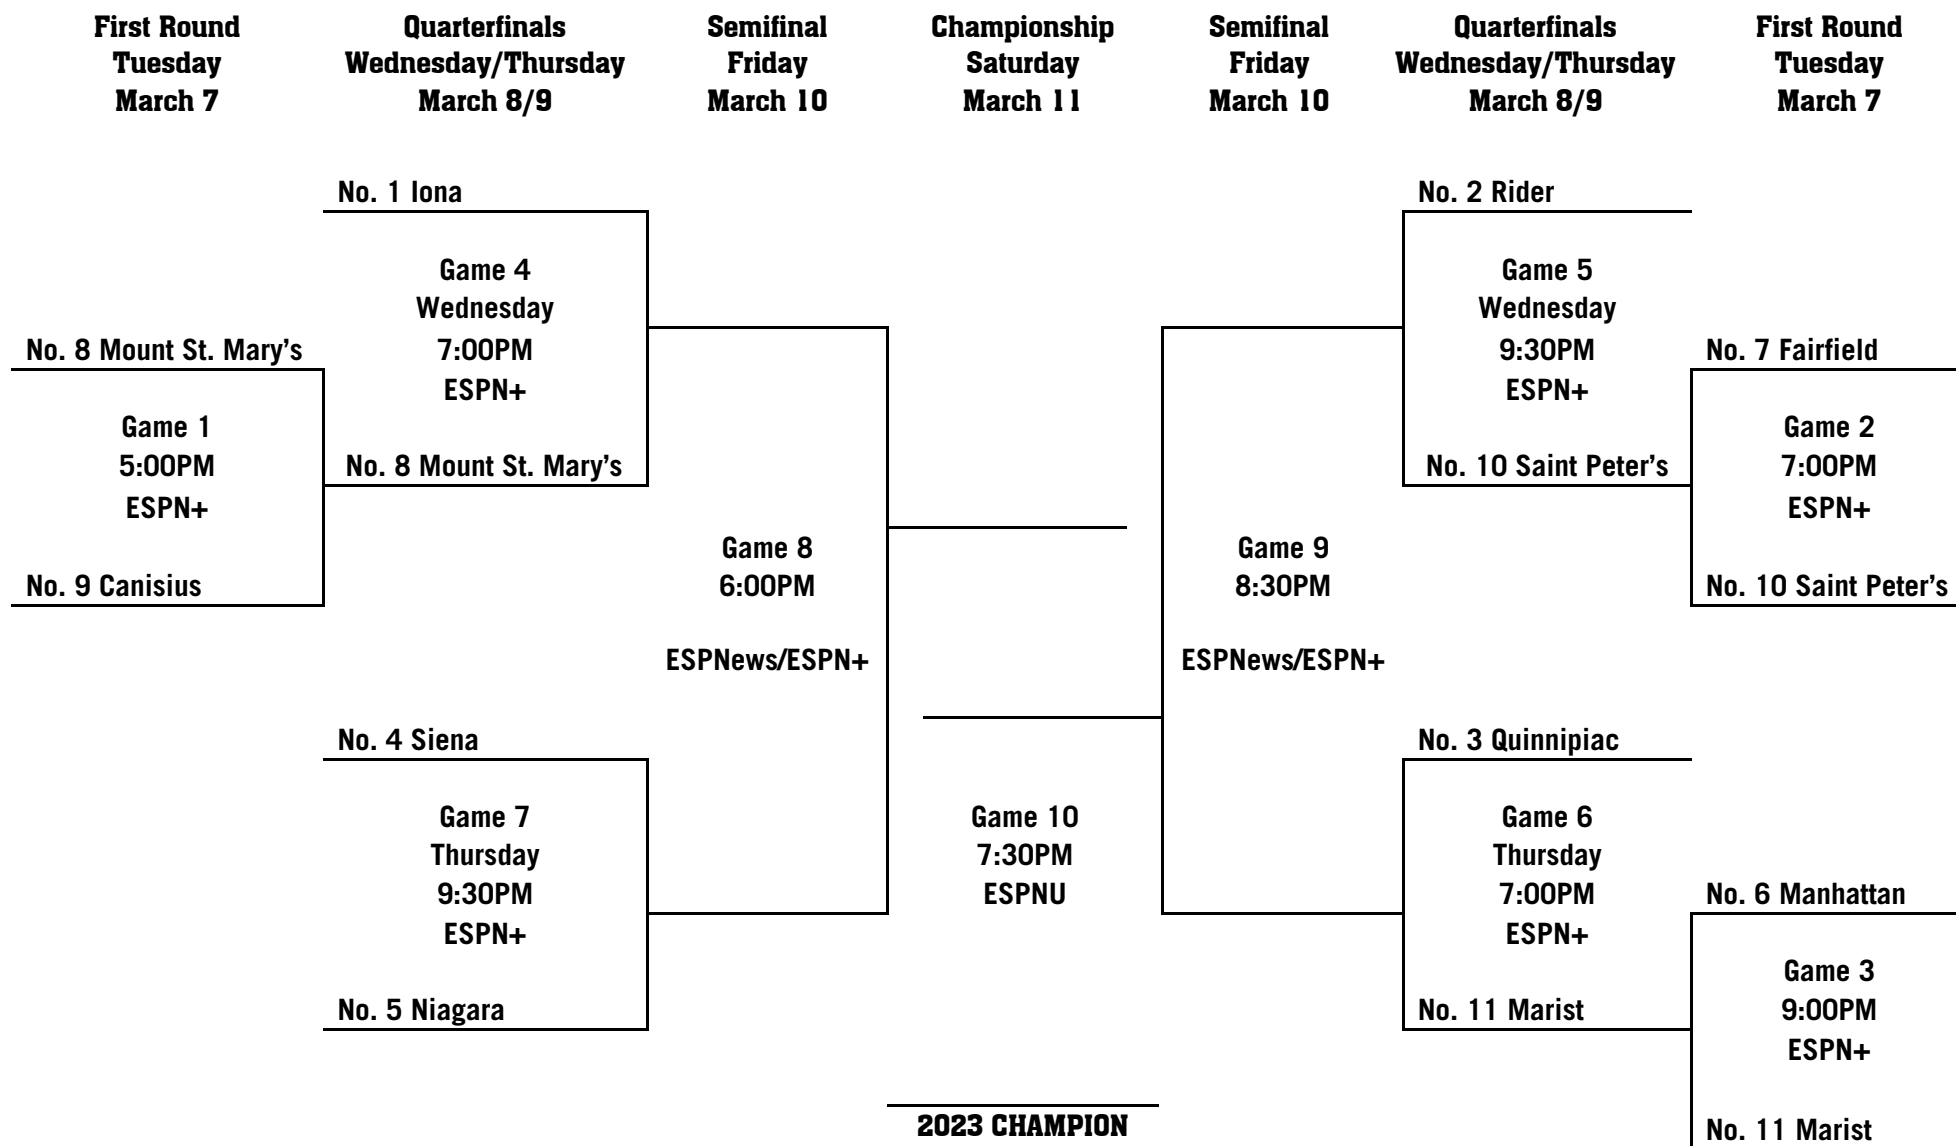 First Round
Tuesday
March 7
Quarterfinals
Wednesday/Thursday
March 8/9
Semifinal
Friday
March 10
Championship
Saturday
March 11
Semifinal
Friday
March 10
Quarterfinals
Wednesday/Thursday
March 8/9
First Round
Tuesday
March 7
No. 8 Mount St. Mary’s
Game 1
5:00PM
ESPN+
No. 9 Canisius
No. 1 Iona
Game 4
Wednesday
7:00PM
ESPN+
No. 8 Mount St. Mary’s
No. 4 Siena
Game 7
Thursday
9:30PM
ESPN+
No. 5 Niagara
Game 8
6:00PM
ESPNews/ESPN+
Game 10
7:30PM
ESPNU
2023 CHAMPION
Game 9
8:30PM
ESPNews/ESPN+
No. 2 Rider
Game 5
Wednesday
9:30PM
ESPN+
No. 10 Saint Peter’s
No. 3 Quinnipiac
Game 6
Thursday
7:00PM
ESPN+
No. 11 Marist
No. 7 Fairfield
Game 2
7:00PM
ESPN+
No. 10 Saint Peter’s
No. 6 Manhattan
Game 3
9:00PM
ESPN+
No. 11 Marist